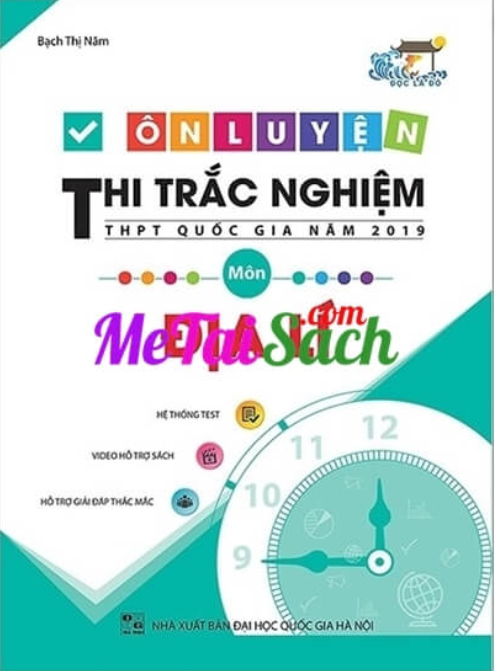 Bạch Thị Năm
ĐỌC LÀ ĐỖ
ÔN LUYỆN
THI TRẮC NGHIỆM
THPT QUỐC GIA NĂM 2019
Môn
ĐỊA LÍ
MeTaiSach
.com
HỆ THỐNG TEST
VIDEO HỖ TRỢ SÁCH
HỖ TRỢ GIẢI ĐÁP THẮC MẮC
12
11
10
9
NHÀ XUẤT BẢN ĐẠI HỌC QUỐC GIA HÀ NỘI